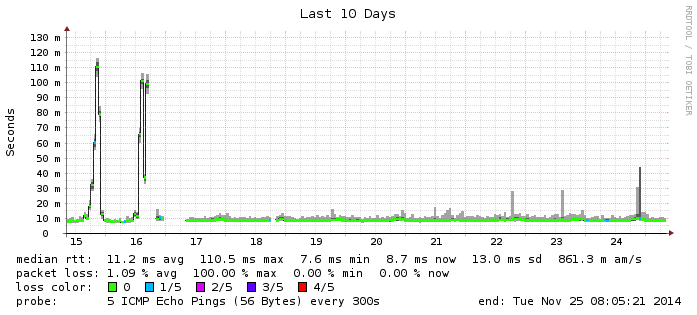 Last 10 Days
RRDTOOL / TOBI OETIKER
Seconds
130 m
120 m
110 m
100 m
90 m
80 m
70 m
60 m
50 m
40 m
30 m
20 m
10 m
0
15 16 17 18 19 20 21 22 23 24
median rtt: 11.2 ms avg 110.5 ms max 7.6 ms min 8.7 ms now 13.0 ms sd 861.3 m am/s
packet loss: 1.09 % avg 100.00 % max 0.00 % min 0.00 % now
loss color: 0 1/5 2/5 3/5 4/5
probe: 5 ICMP Echo Pings (56 Bytes) every 300s end: Tue Nov 25 08:05:21 2014